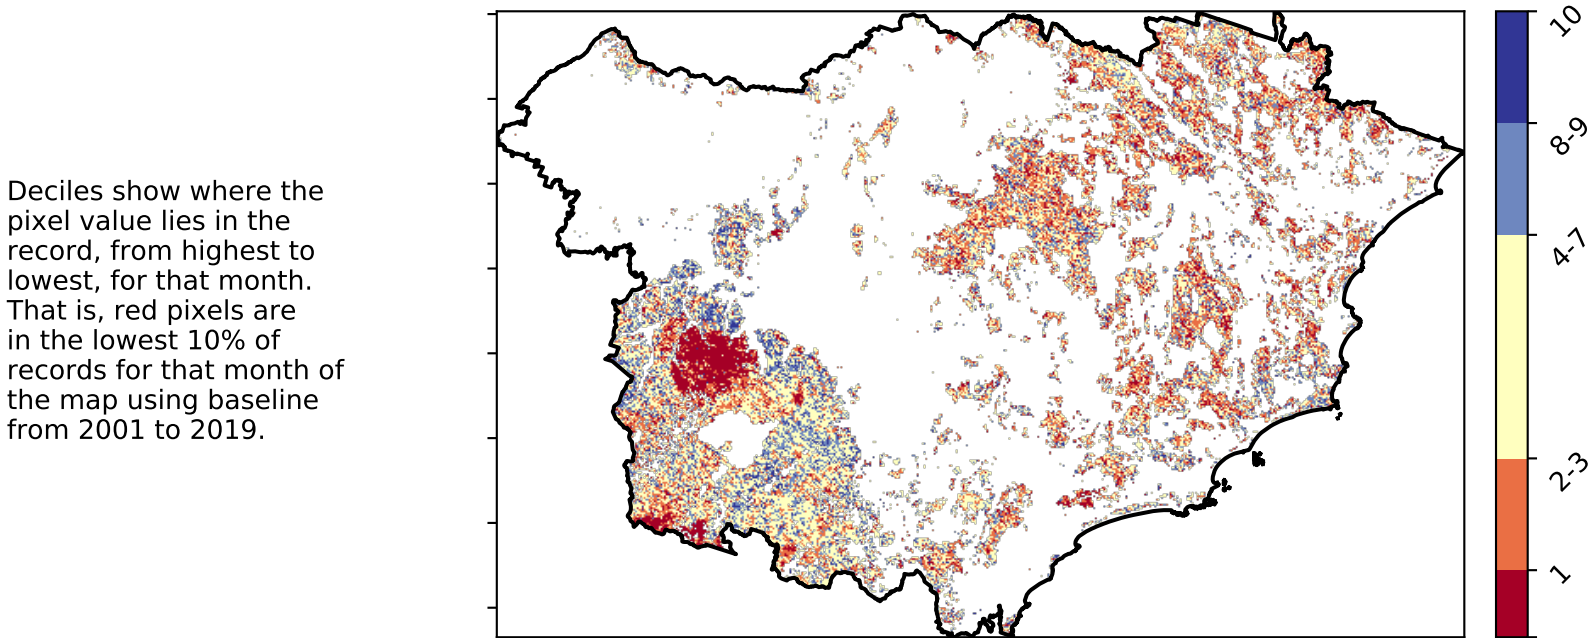 Deciles show where the
pixel value lies in the
record, from highest to
lowest, for that month.
That is, red pixels are
in the lowest 10% of
records for that month of
the map using baseline
from 2001 to 2019.
10
8-9
4-7
2-3
1